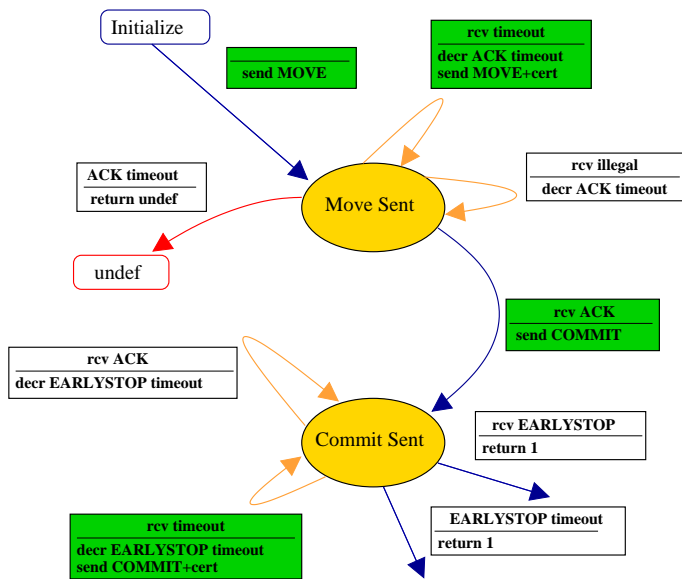 Initialize
send MOVE
rcv timeout
decr ACK timeout
send MOVE+cert
ACK timeout
return undef
rcv illegal
decr ACK timeout
Move Sent
undef
rcv ACK
send COMMIT
rcv ACK
decr EARLYSTOP timeout
Commit Sent
rcv EARLYSTOP
return 1
EARLYSTOP timeout
return 1
rcv timeout
decr EARLYSTOP timeout
send COMMIT+cert